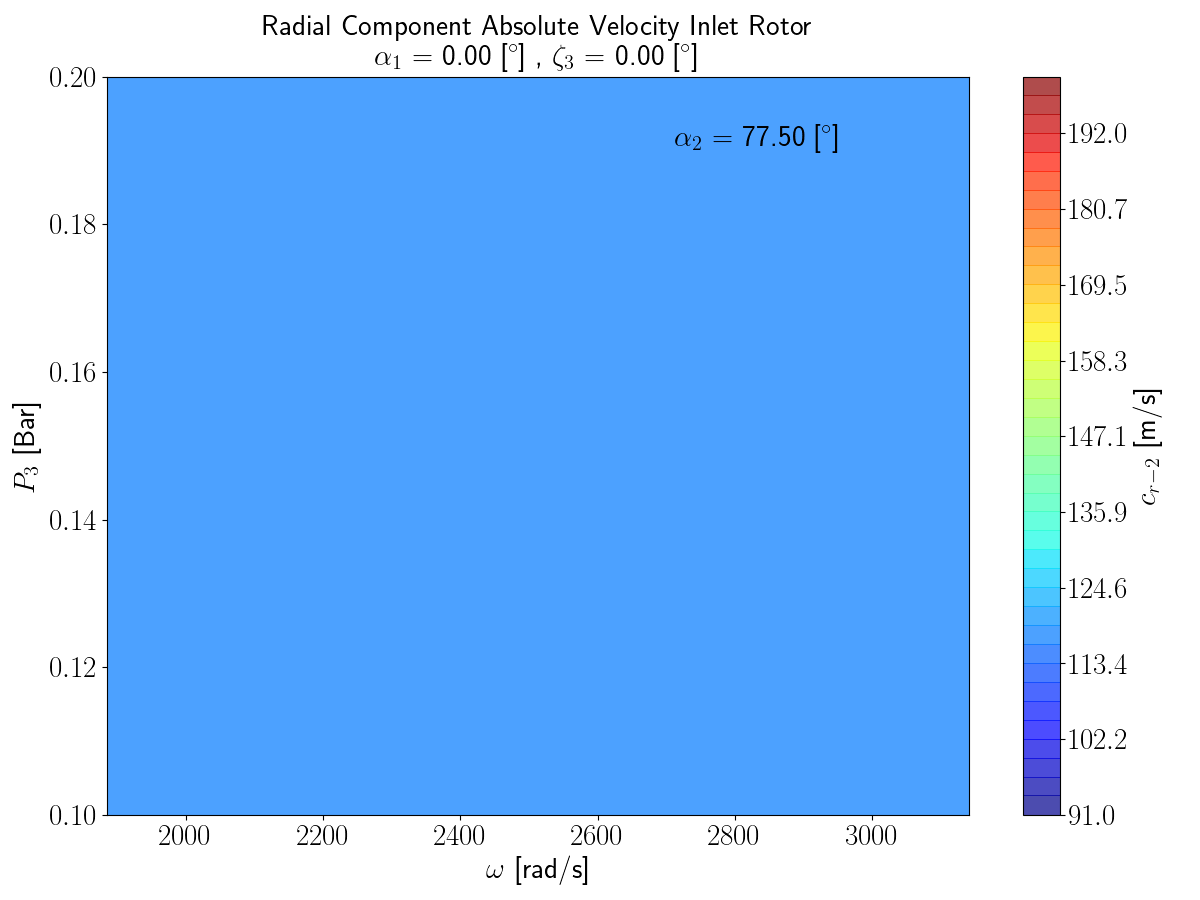 Radial Component Absolute Velocity Inlet Rotor
α₁ = 0.00 [°] , ζ₃ = 0.00 [°]
α₂ = 77.50 [°]
0.20
0.18
0.16
0.14
0.12
0.10
P₃ [Bar]
2000 2200 2400 2600 2800 3000
ω [rad/s]
192.0
180.7
169.5
158.3
147.1
135.9
124.6
113.4
102.2
91.0
c_{r−2} [m/s]